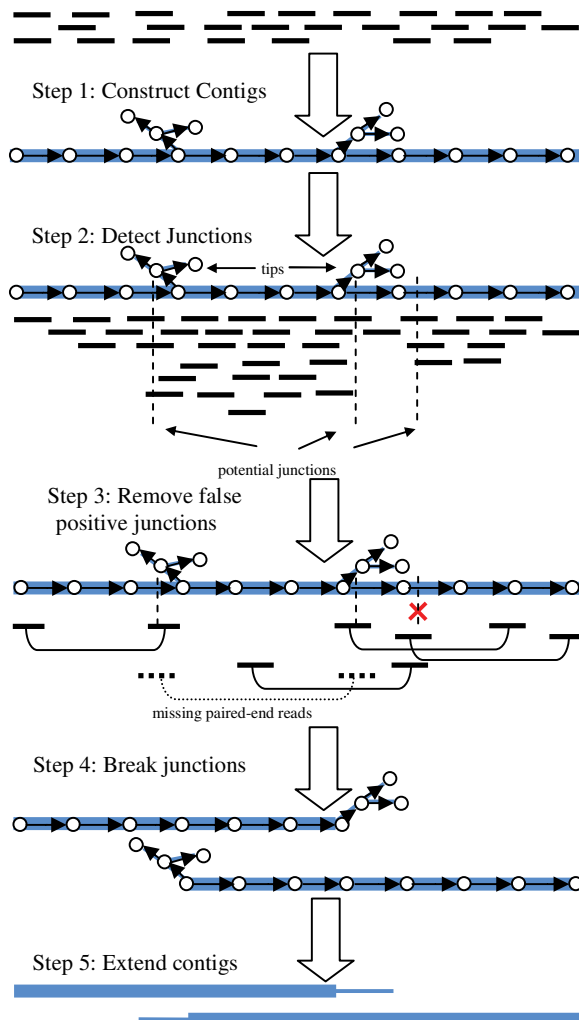 Step 1: Construct Contigs
Step 2: Detect Junctions
tips
potential junctions
Step 3: Remove false
positive junctions
missing paired-end reads
Step 4: Break junctions
Step 5: Extend contigs